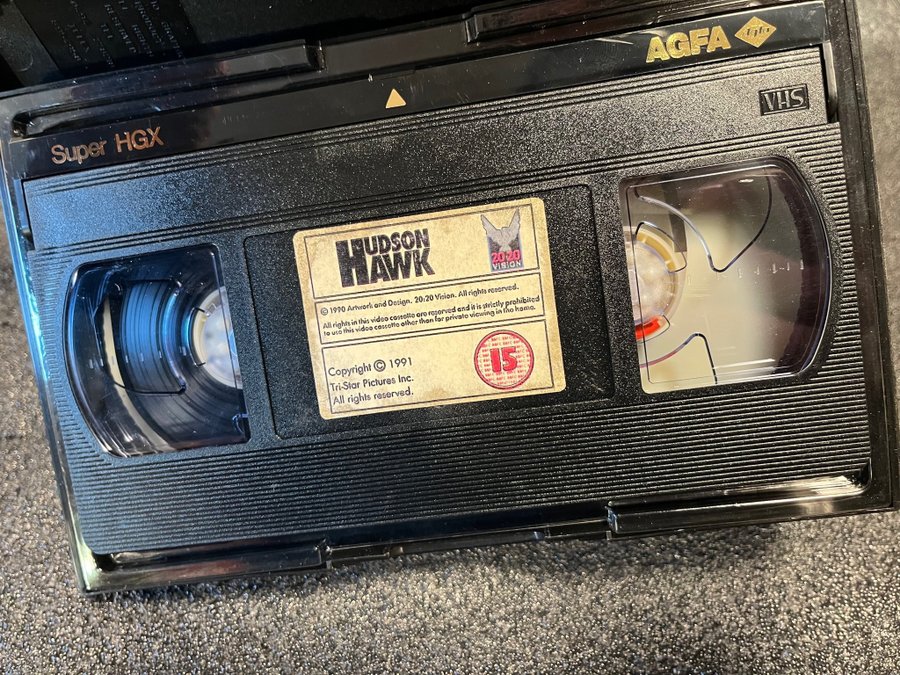 AGFA
Agfa
VHS
Super HGX
HUDSON
HAWK
20:20
VISION
© 1990 Artwork and Design. 20:20 Vision. All rights reserved.
All rights in this video cassette are reserved and it is strictly prohibited
to use this video cassette other than for private viewing in the home.
Copyright © 1991
Tri-Star Pictures Inc.
All rights reserved.
15